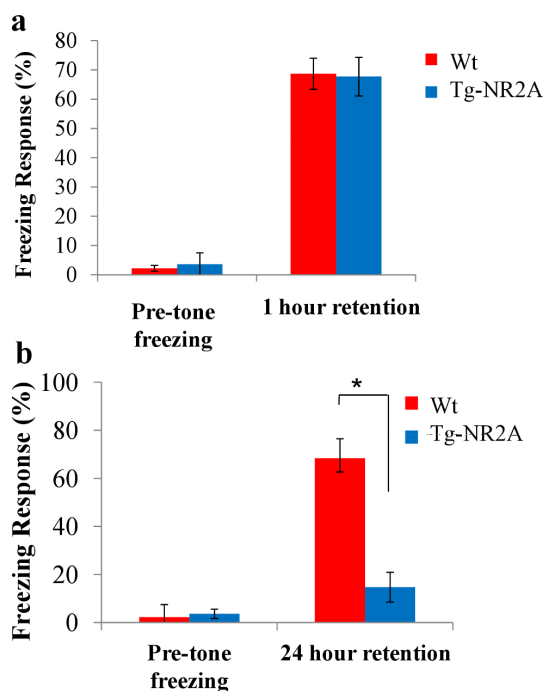 a
Freezing Response (%)
80
70
60
50
40
30
20
10
0
Wt
Tg-NR2A
Pre-tone
freezing
1 hour retention
b
Freezing Response (%)
100
80
60
40
20
0
*
Wt
Tg-NR2A
Pre-tone
freezing
24 hour retention